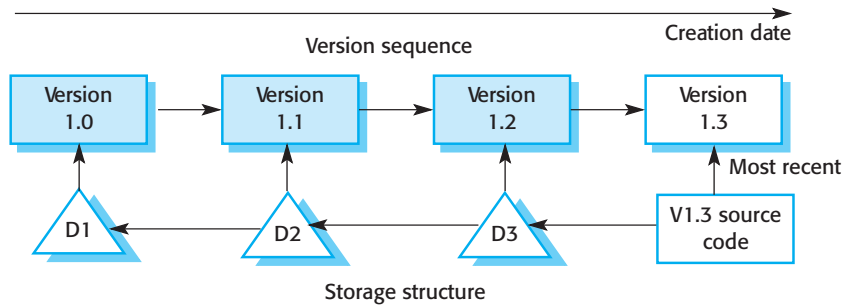 Creation date
Version sequence
Version
1.0
Version
1.1
Version
1.2
Version
1.3
Most recent
D1
D2
D3
V1.3 source
code
Storage structure